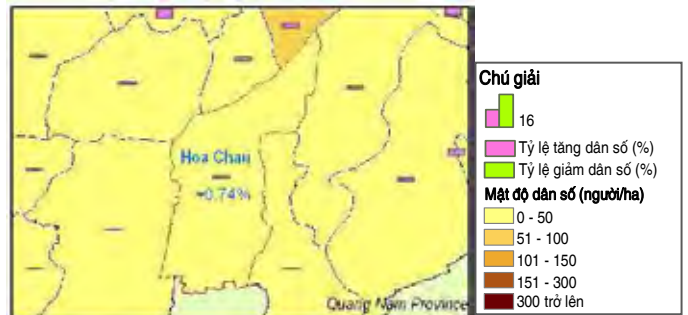 Hoa Chau
+0.74%
Quang Nam Province
Chú giải
16
Tỷ lệ tăng dân số (%)
Tỷ lệ giảm dân số (%)
Mật độ dân số (người/ha)
0 - 50
51 - 100
101 - 150
151 - 300
300 trở lên